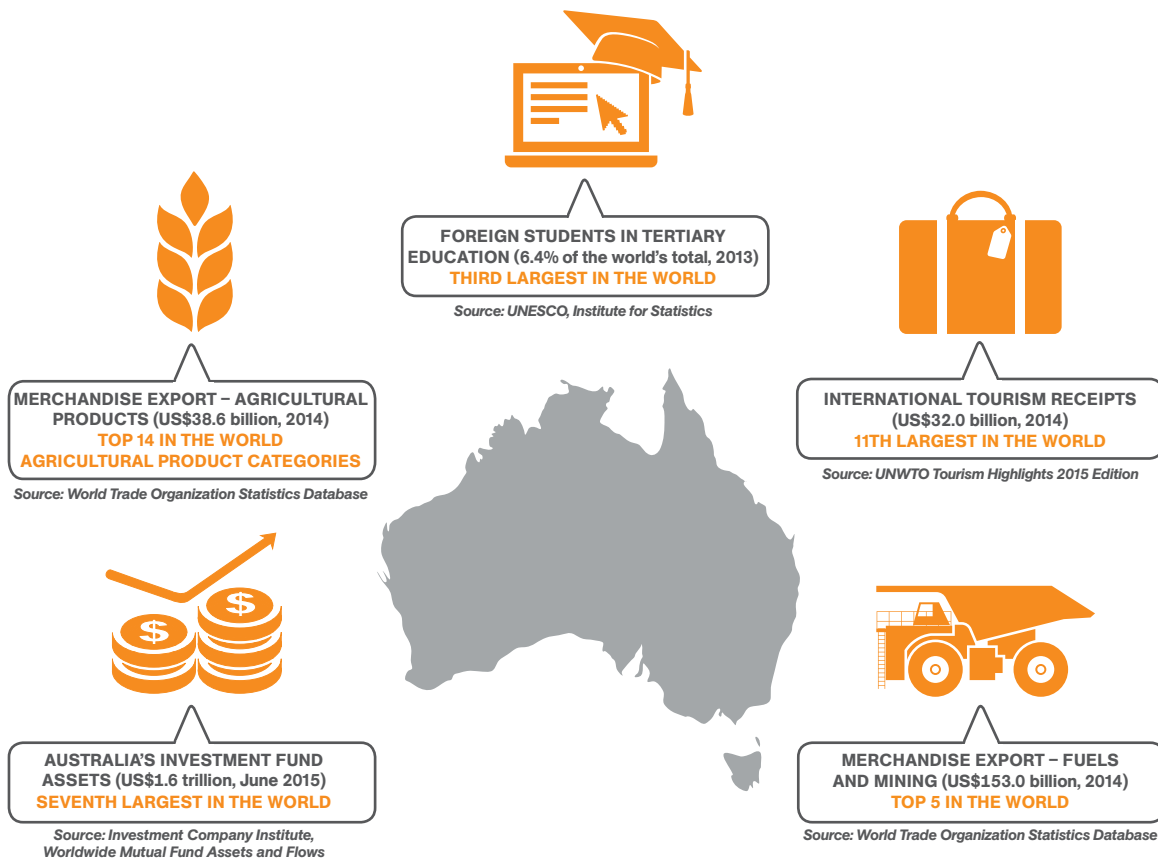 FOREIGN STUDENTS IN TERTIARY
EDUCATION (6.4% of the world's total, 2013)
THIRD LARGEST IN THE WORLD
Source: UNESCO, Institute for Statistics
MERCHANDISE EXPORT – AGRICULTURAL
PRODUCTS (US$38.6 billion, 2014)
TOP 14 IN THE WORLD
AGRICULTURAL PRODUCT CATEGORIES
Source: World Trade Organization Statistics Database
INTERNATIONAL TOURISM RECEIPTS
(US$32.0 billion, 2014)
11TH LARGEST IN THE WORLD
Source: UNWTO Tourism Highlights 2015 Edition
$
$
AUSTRALIA'S INVESTMENT FUND
ASSETS (US$1.6 trillion, June 2015)
SEVENTH LARGEST IN THE WORLD
Source: Investment Company Institute,
Worldwide Mutual Fund Assets and Flows
MERCHANDISE EXPORT – FUELS
AND MINING (US$153.0 billion, 2014)
TOP 5 IN THE WORLD
Source: World Trade Organization Statistics Database